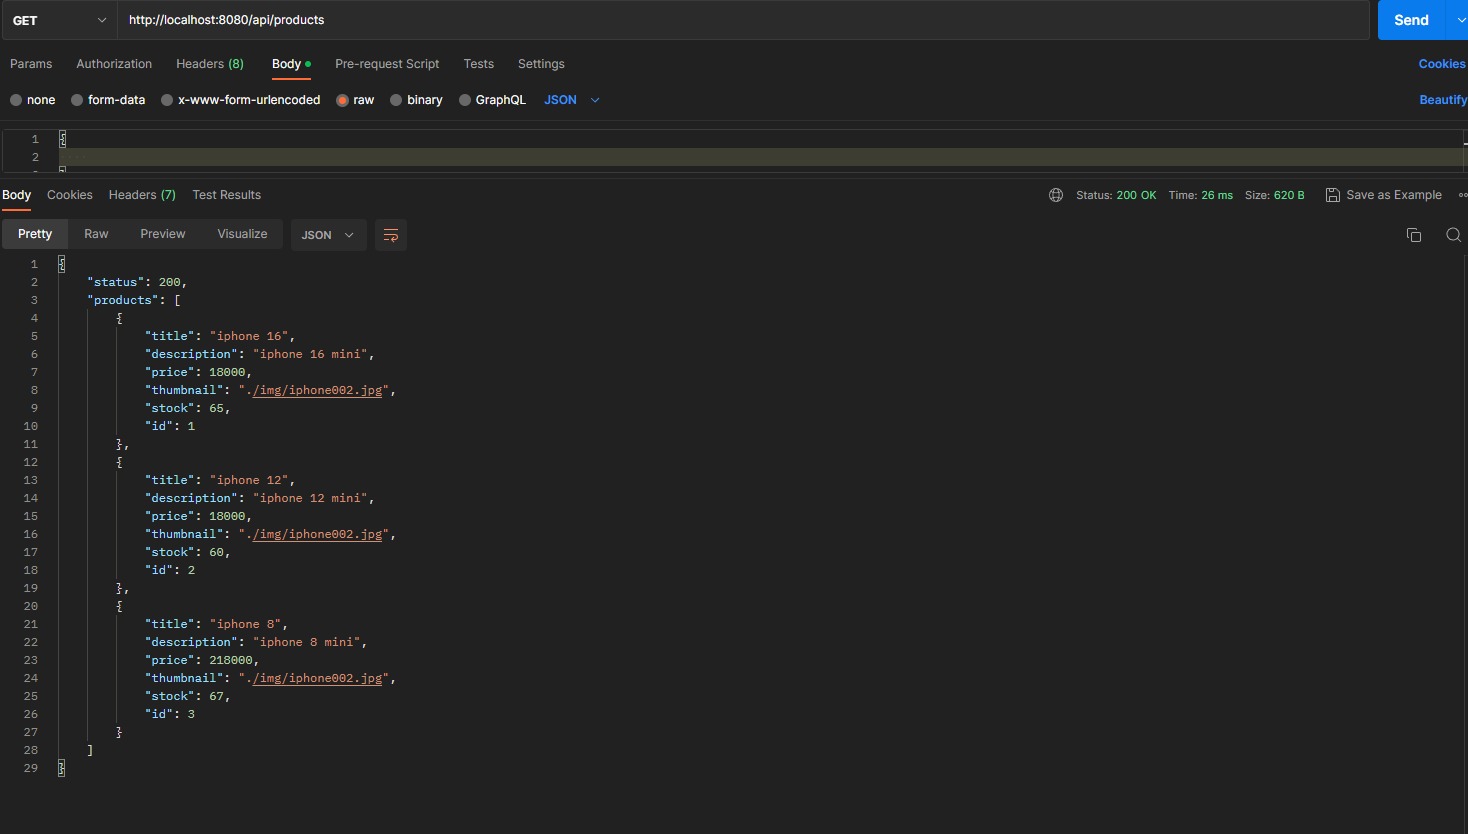 GET http://localhost:8080/api/products Send
Params Authorization Headers (8) Body Pre-request Script Tests Settings Cookies
none form-data x-www-form-urlencoded raw binary GraphQL JSON Beautify
1 {
2
Body Cookies Headers (7) Test Results Status: 200 OK Time: 26 ms Size: 620 B Save as Example
Pretty Raw Preview Visualize JSON
1 {
2 "status": 200,
3 "products": [
4 {
5 "title": "iphone 16",
6 "description": "iphone 16 mini",
7 "price": 18000,
8 "thumbnail": "./img/iphone002.jpg",
9 "stock": 65,
10 "id": 1
11 },
12 {
13 "title": "iphone 12",
14 "description": "iphone 12 mini",
15 "price": 18000,
16 "thumbnail": "./img/iphone002.jpg",
17 "stock": 60,
18 "id": 2
19 },
20 {
21 "title": "iphone 8",
22 "description": "iphone 8 mini",
23 "price": 218000,
24 "thumbnail": "./img/iphone002.jpg",
25 "stock": 67,
26 "id": 3
27 }
28 ]
29 }